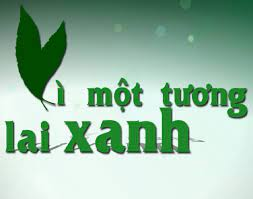 Vì một tương
lai xanh